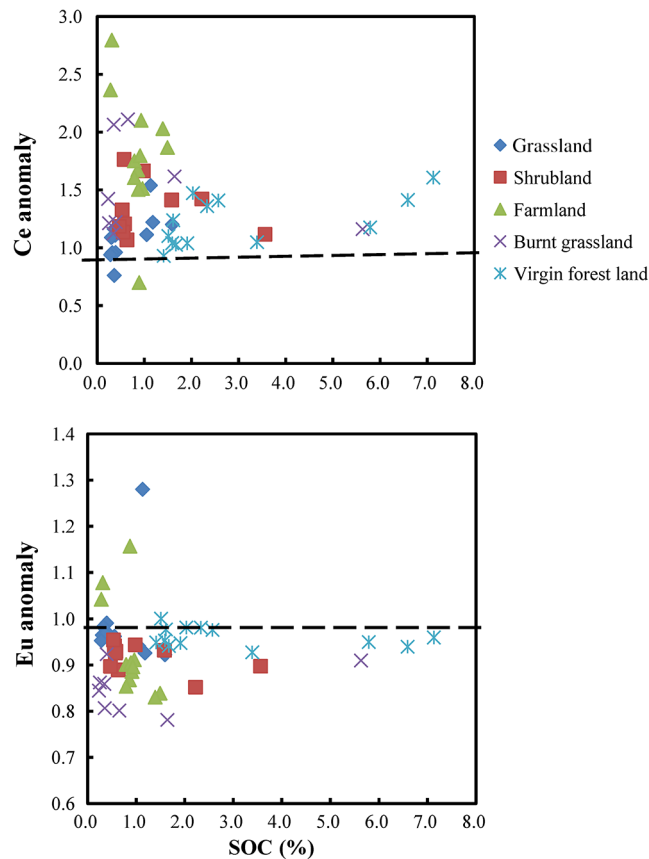 3.0
2.5
2.0
1.5
1.0
0.5
0.0
Ce anomaly
0.0 1.0 2.0 3.0 4.0 5.0 6.0 7.0 8.0
Grassland
Shrubland
Farmland
Burnt grassland
Virgin forest land
1.4
1.3
1.2
1.1
1.0
0.9
0.8
0.7
0.6
Eu anomaly
0.0 1.0 2.0 3.0 4.0 5.0 6.0 7.0 8.0
SOC (%)